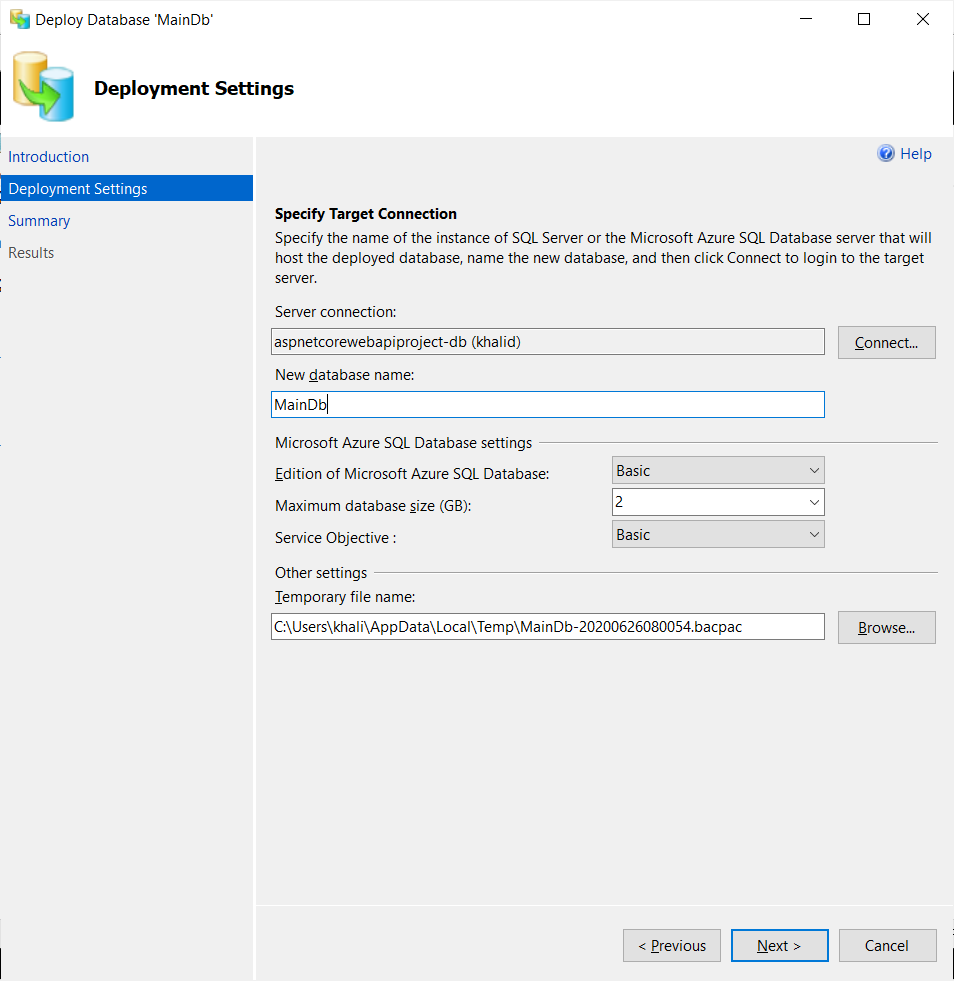 Deploy Database 'MainDb'
Deployment Settings
Introduction
Deployment Settings
Summary
Results
Help
Specify Target Connection
Specify the name of the instance of SQL Server or the Microsoft Azure SQL Database server that will
host the deployed database, name the new database, and then click Connect to login to the target
server.
Server connection:
aspnetcorewebapiproject-db (khalid)
Connect...
New database name:
MainDb
Microsoft Azure SQL Database settings
Edition of Microsoft Azure SQL Database:
Basic
Maximum database size (GB):
2
Service Objective :
Basic
Other settings
Temporary file name:
C:\Users\khali\AppData\Local\Temp\MainDb-20200626080054.bacpac
Browse...
< Previous
Next >
Cancel